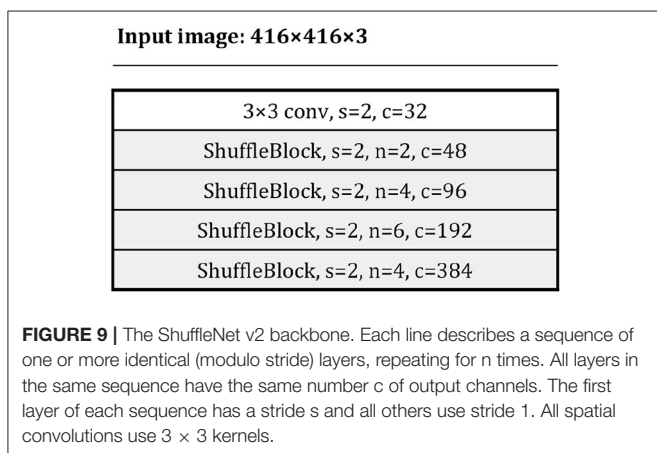 Input image: 416×416×3
3×3 conv, s=2, c=32
ShuffleBlock, s=2, n=2, c=48
ShuffleBlock, s=2, n=4, c=96
ShuffleBlock, s=2, n=6, c=192
ShuffleBlock, s=2, n=4, c=384
FIGURE 9 | The ShuffleNet v2 backbone. Each line describes a sequence of
one or more identical (modulo stride) layers, repeating for n times. All layers in
the same sequence have the same number c of output channels. The first
layer of each sequence has a stride s and all others use stride 1. All spatial
convolutions use 3 × 3 kernels.